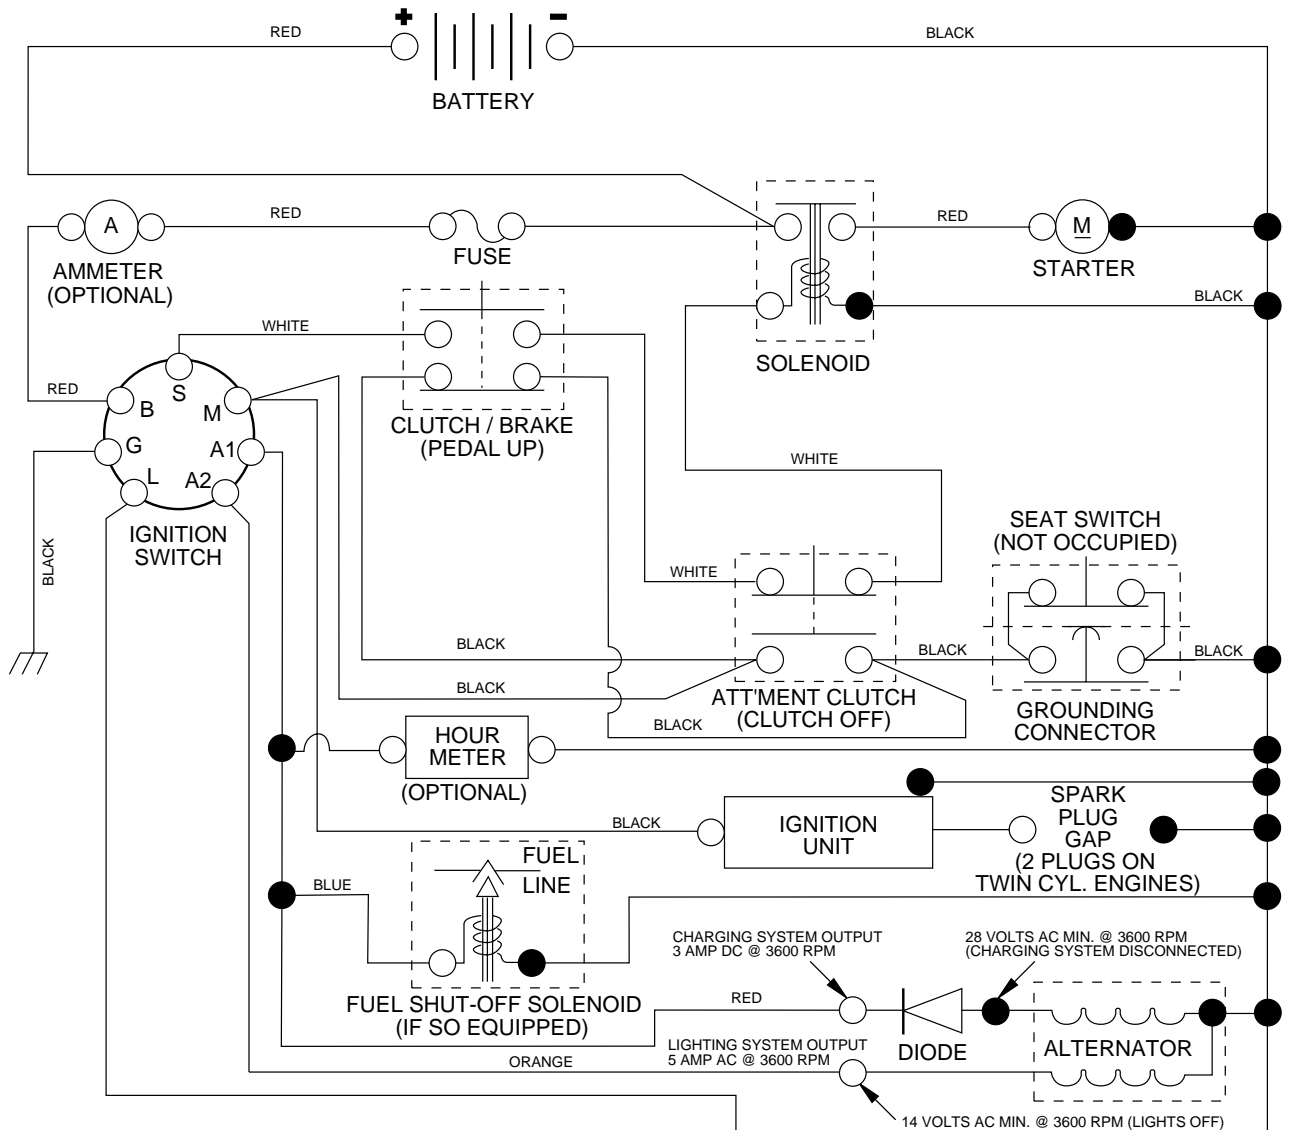 + -
RED
BLACK
BATTERY
A
RED
FUSE
RED
M
STARTER
AMMETER
(OPTIONAL)
BLACK
SOLENOID
WHITE
CLUTCH / BRAKE
(PEDAL UP)
RED
S
B
M
G
A1
L
A2
IGNITION
SWITCH
BLACK
WHITE
SEAT SWITCH
(NOT OCCUPIED)
WHITE
BLACK
BLACK
BLACK
BLACK
ATT'MENT CLUTCH
(CLUTCH OFF)
BLACK
GROUNDING
CONNECTOR
HOUR
METER
(OPTIONAL)
SPARK
PLUG
GAP
(2 PLUGS ON
TWIN CYL. ENGINES)
BLACK
IGNITION
UNIT
FUEL
LINE
BLUE
FUEL SHUT-OFF SOLENOID
(IF SO EQUIPPED)
CHARGING SYSTEM OUTPUT
3 AMP DC @ 3600 RPM
28 VOLTS AC MIN. @ 3600 RPM
(CHARGING SYSTEM DISCONNECTED)
RED
DIODE
ALTERNATOR
LIGHTING SYSTEM OUTPUT
5 AMP AC @ 3600 RPM
ORANGE
14 VOLTS AC MIN. @ 3600 RPM (LIGHTS OFF)